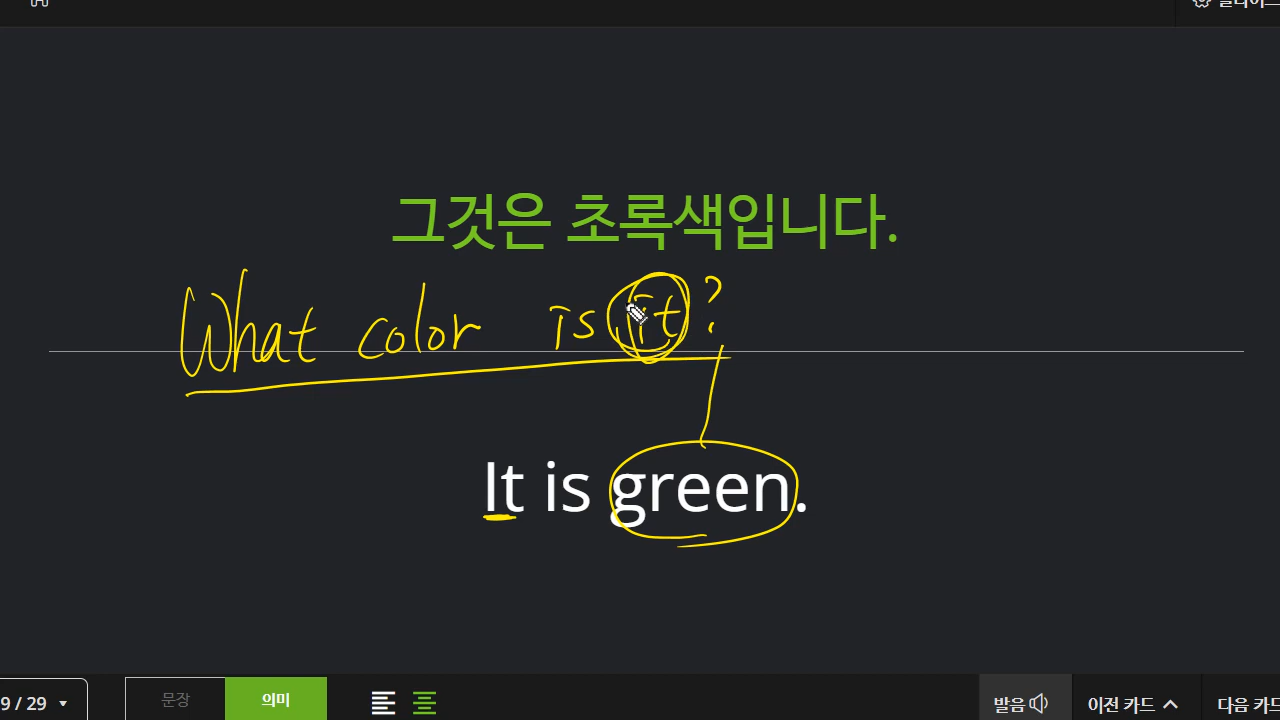 그것은 초록색입니다.
What color is it?
It is green.
9 / 29
문장
의미
발음
이전 카드
다음 카드